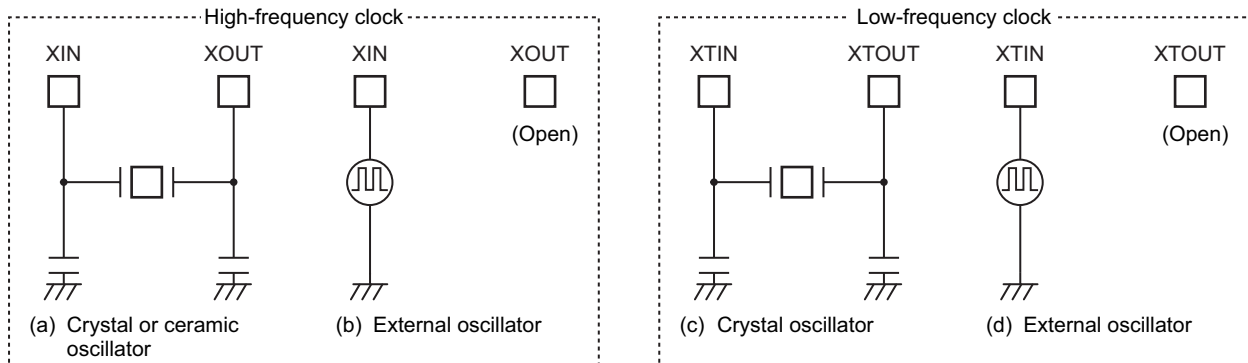 High-frequency clock
XIN XOUT XIN XOUT
(Open)
(a) Crystal or ceramic
oscillator
(b) External oscillator
Low-frequency clock
XTIN XTOUT XTIN XTOUT
(Open)
(c) Crystal oscillator
(d) External oscillator